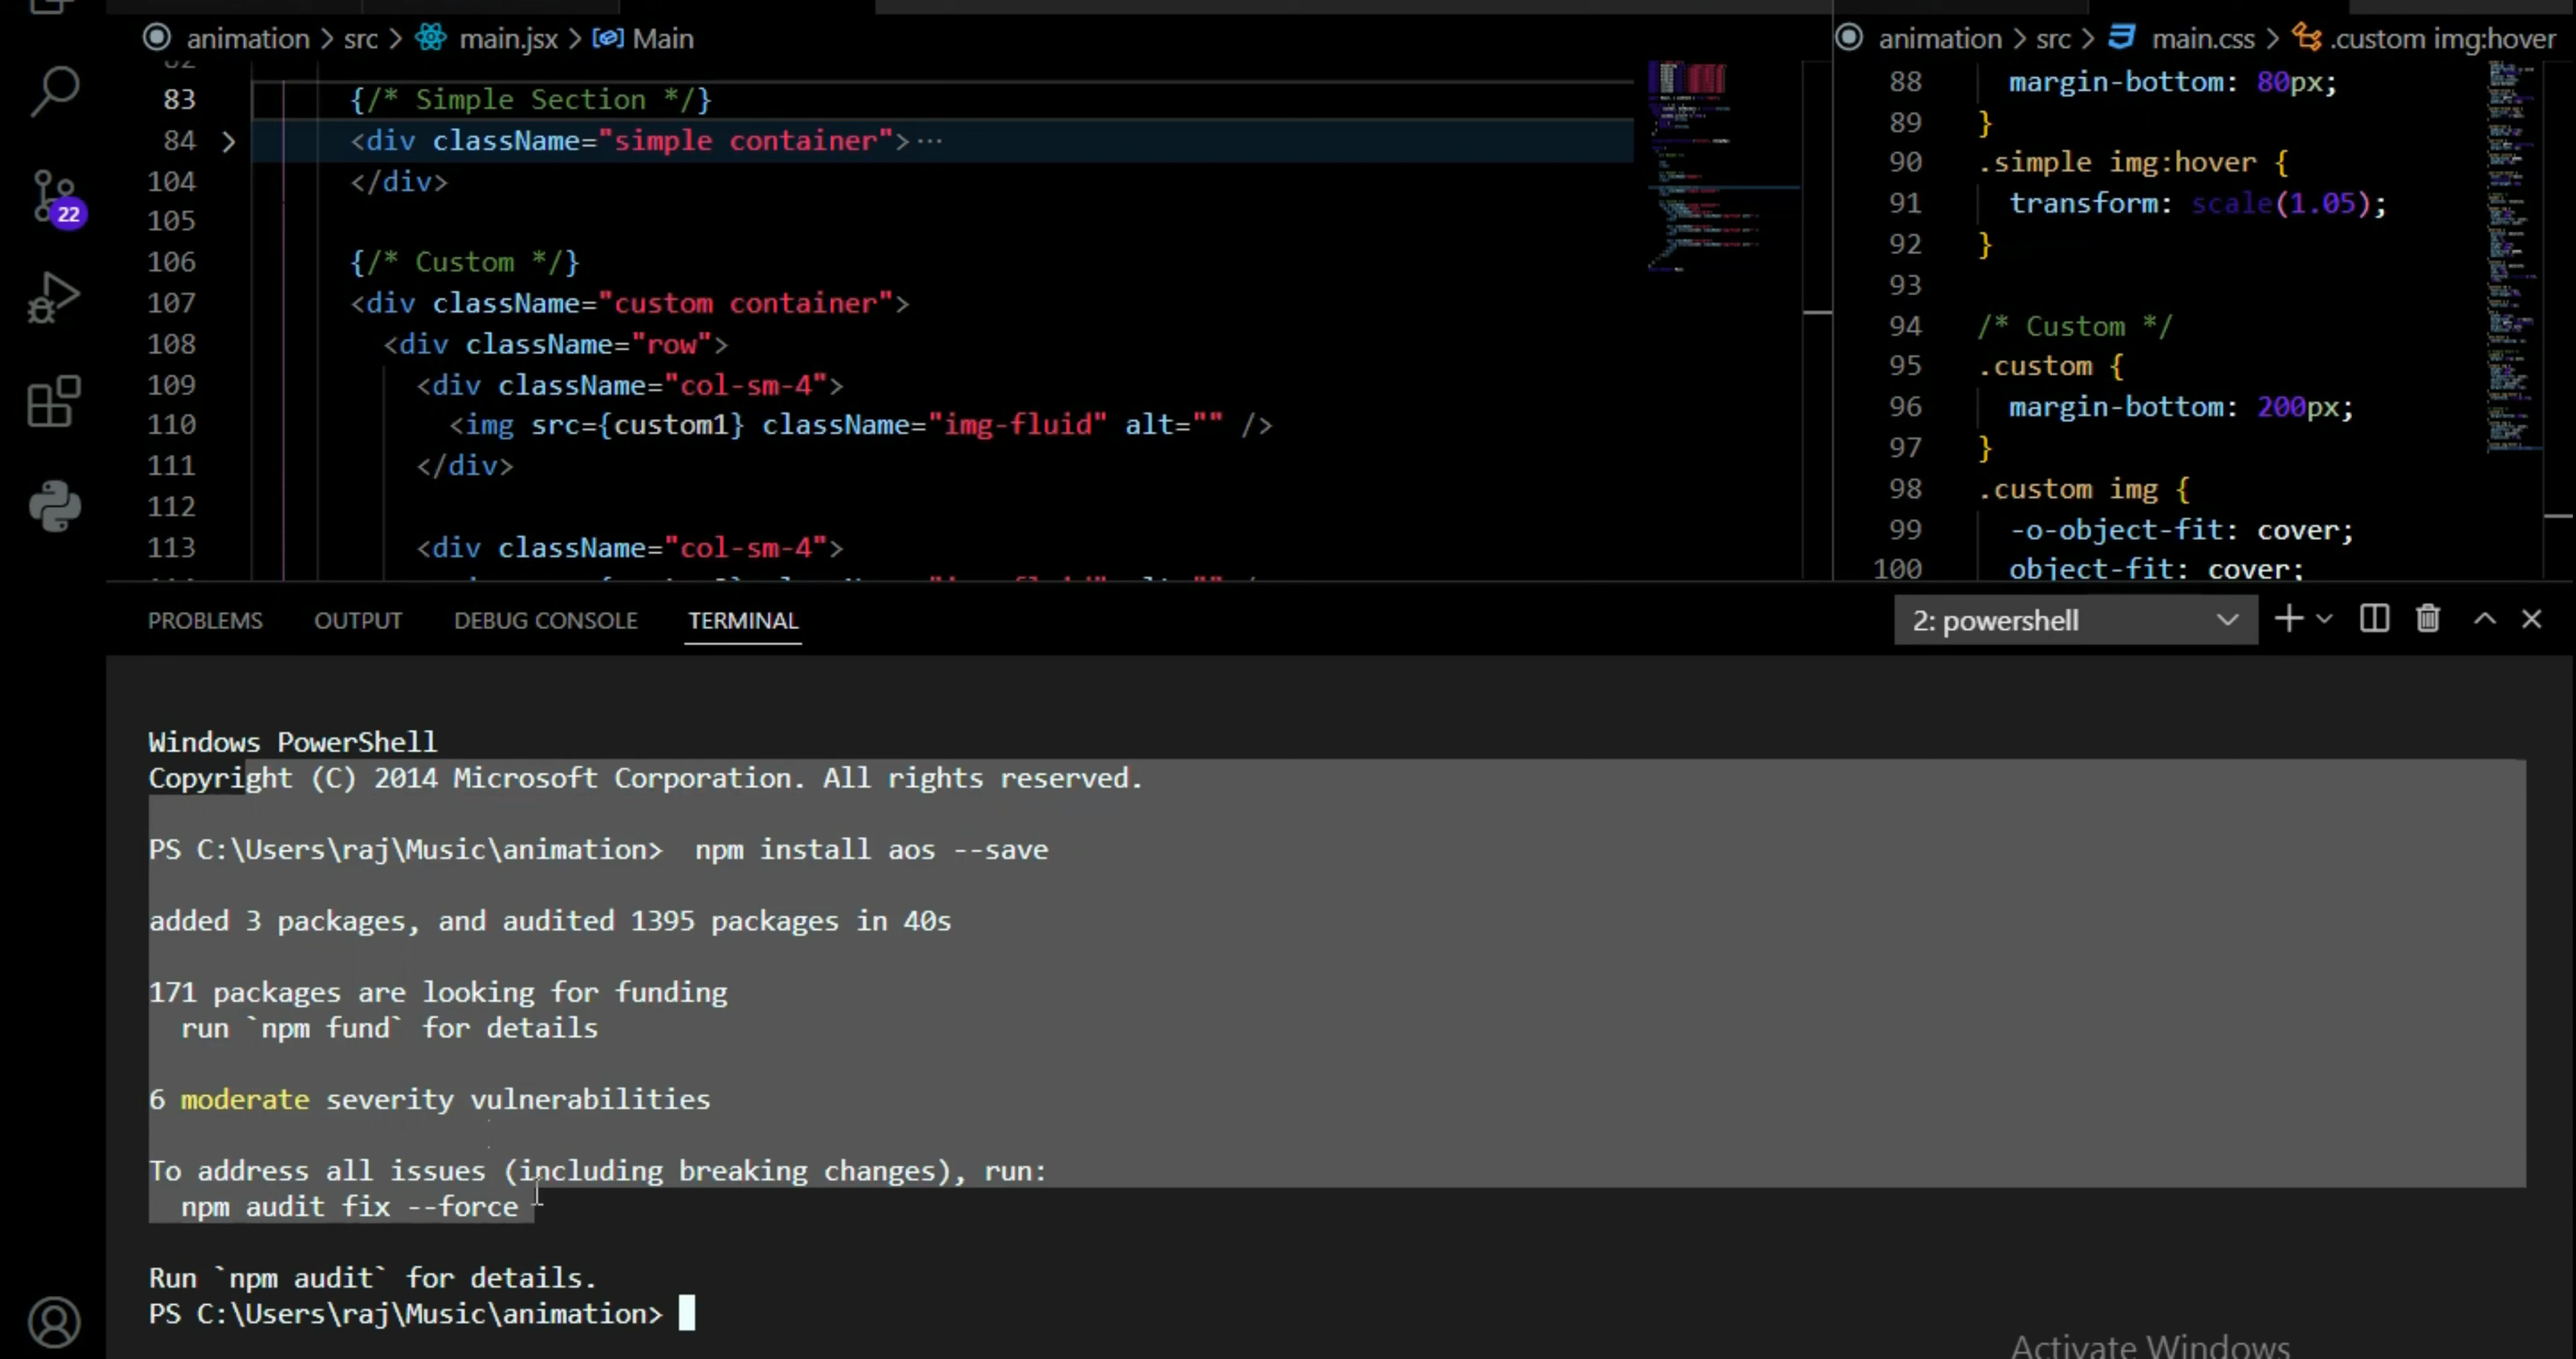 animation > src > main.jsx > Main
83 {/* Simple Section */}
84 <div className="simple container">…
104 </div>
105
106 {/* Custom */}
107 <div className="custom container">
108 <div className="row">
109 <div className="col-sm-4">
110 <img src={custom1} className="img-fluid" alt="" />
111 </div>
112
113 <div className="col-sm-4">
22
animation > src > main.css > .custom img:hover
88 margin-bottom: 80px;
89 }
90 .simple img:hover {
91 transform: scale(1.05);
92 }
93
94 /* Custom */
95 .custom {
96 margin-bottom: 200px;
97 }
98 .custom img {
99 -o-object-fit: cover;
100 object-fit: cover;
PROBLEMS OUTPUT DEBUG CONSOLE TERMINAL 2: powershell
Windows PowerShell
Copyright (C) 2014 Microsoft Corporation. All rights reserved.
PS C:\Users\raj\Music\animation>  npm install aos --save
added 3 packages, and audited 1395 packages in 40s
171 packages are looking for funding
run `npm fund` for details
6 moderate severity vulnerabilities
To address all issues (including breaking changes), run:
npm audit fix --force
Run `npm audit` for details.
PS C:\Users\raj\Music\animation>
Activate Windows